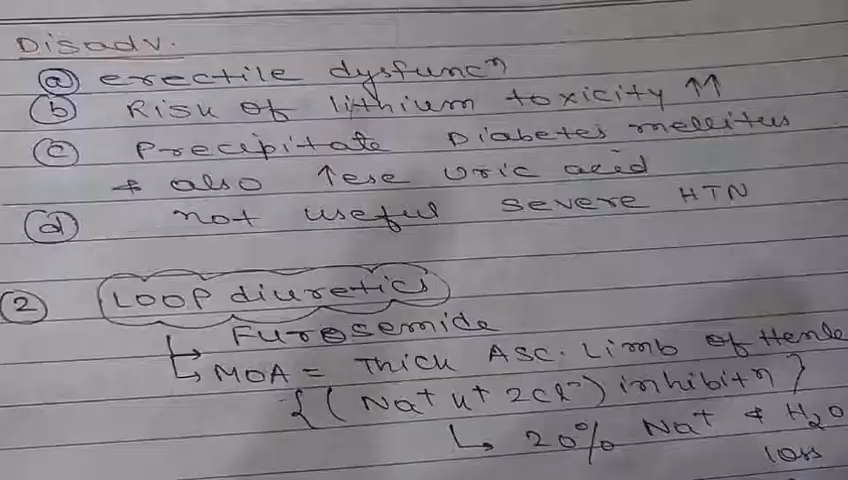 Disadv.
(a) erectile dysfuncⁿ
(b) Risk of lithium toxicity ↑↑
(c) Precipitate Diabetes mellitus
& also ↑ese Uric acid
(d) not useful severe HTN
(2) LOOP diuretics
↳ Furosemide
↳ MOA = Thick Asc. Limb of Henle
{ (Na⁺ K⁺ 2Cl⁻) inhibitⁿ }
↳ 20% Na⁺ & H₂O
loss